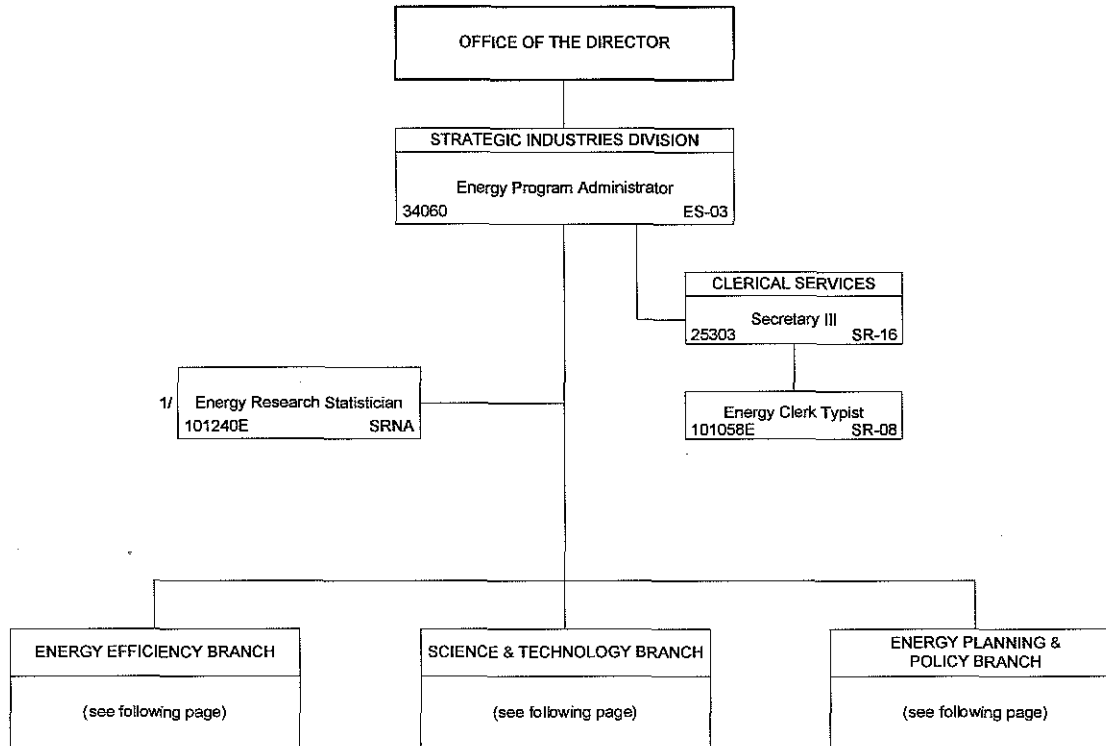 OFFICE OF THE DIRECTOR
STRATEGIC INDUSTRIES DIVISION
Energy Program Administrator
34060 ES-03
CLERICAL SERVICES
Secretary III
25303 SR-16
1/ Energy Research Statistician
101240E SRNA
Energy Clerk Typist
101058E SR-08
ENERGY EFFICIENCY BRANCH
(see following page)
SCIENCE & TECHNOLOGY BRANCH
(see following page)
ENERGY PLANNING &
POLICY BRANCH
(see following page)